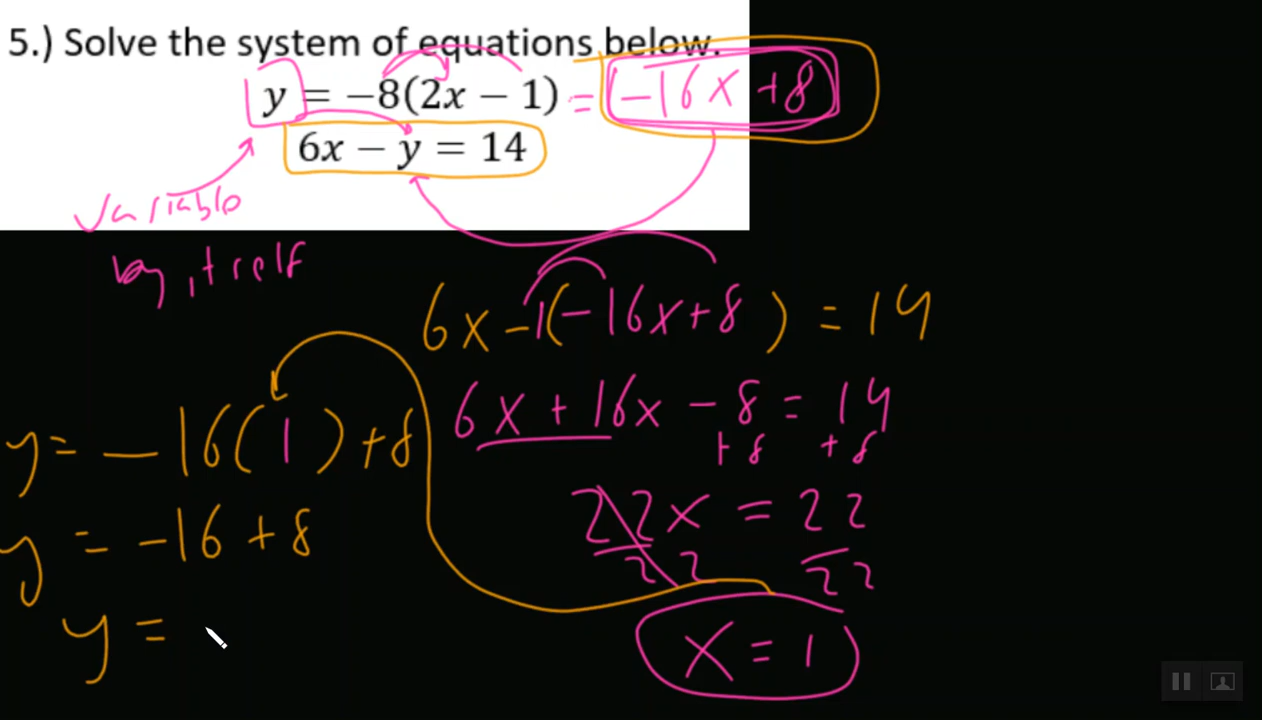 5.) Solve the system of equations below.
y = −8(2x − 1) = -16x +8
6x − y = 14
Variable
by itself
6x -1(-16x+8) = 14
6x + 16x - 8 = 14
+8 +8
22x = 22
22 22
x = 1
y = -16(1)+8
y = -16 + 8
y =